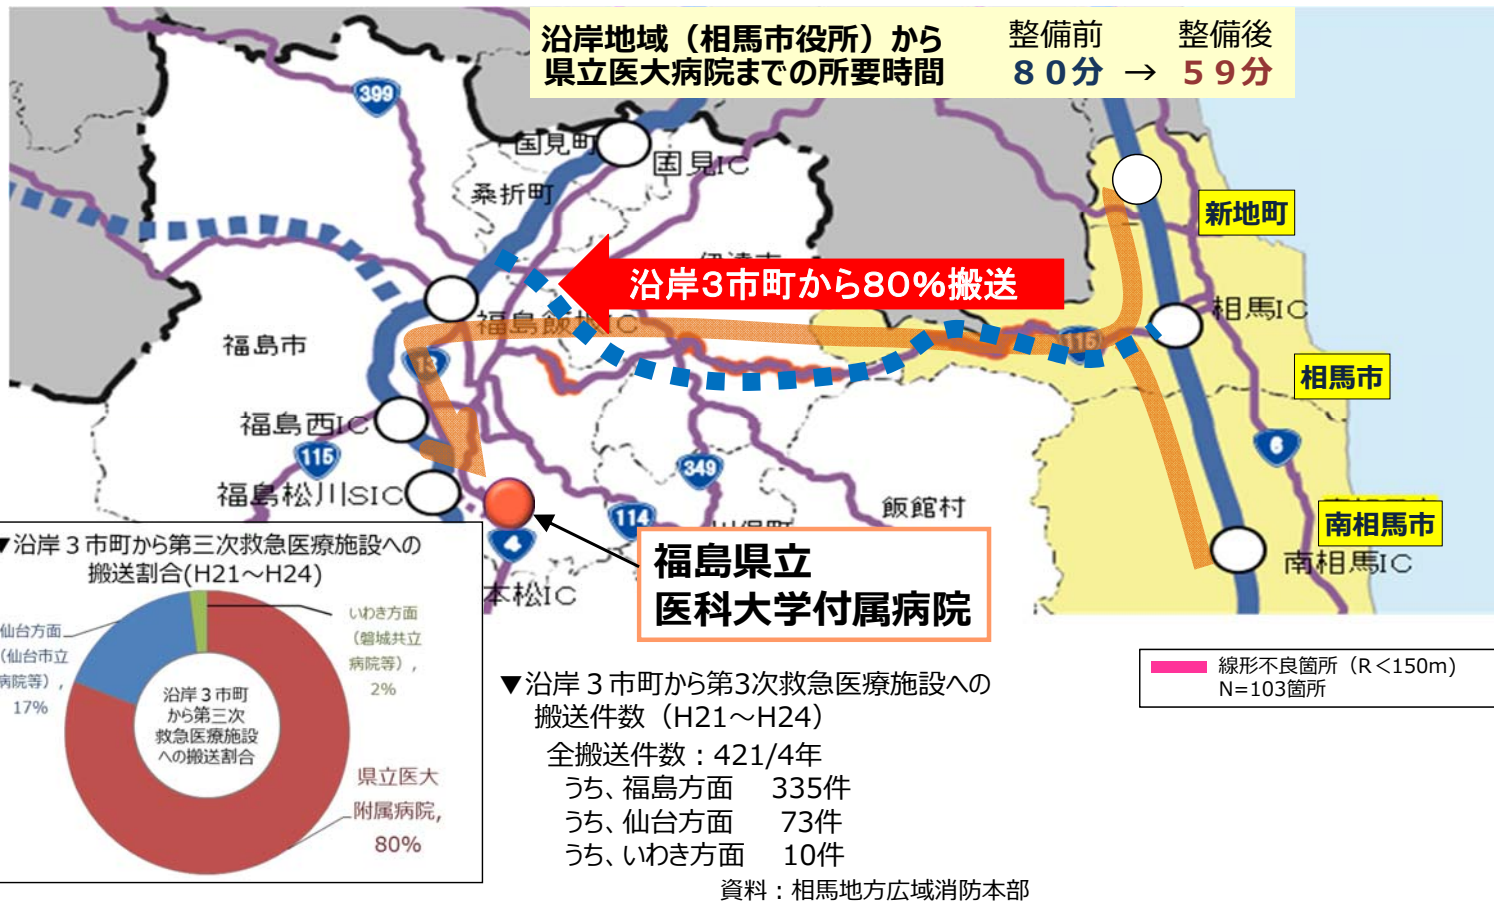 沿岸地域（相馬市役所）から
県立医大病院までの所要時間
整備前
整備後
８０分 → ５９分
399
国見町
国見IC
桑折町
新地町
沿岸３市町から８０％搬送
相馬IC
福島飯坂IC
115
福島市
13
相馬市
福島西IC
115
6
349
福島松川SIC
飯館村
114
南相馬市
4
南相馬IC
福島県立
医科大学付属病院
本松IC
▼沿岸３市町から第三次救急医療施設への
搬送割合(H21～H24)
仙台方面
（仙台市立
病院等）,
17%
いわき方面
（磐城共立
病院等）,
2%
沿岸３市町
から第三次
救急医療施設
への搬送割合
県立医大
附属病院,
80%
線形不良箇所（R＜150m)
N=103箇所
▼沿岸３市町から第3次救急医療施設への
搬送件数（H21～H24）
全搬送件数：421/4年
うち、福島方面 335件
うち、仙台方面 73件
うち、いわき方面 10件
資料：相馬地方広域消防本部